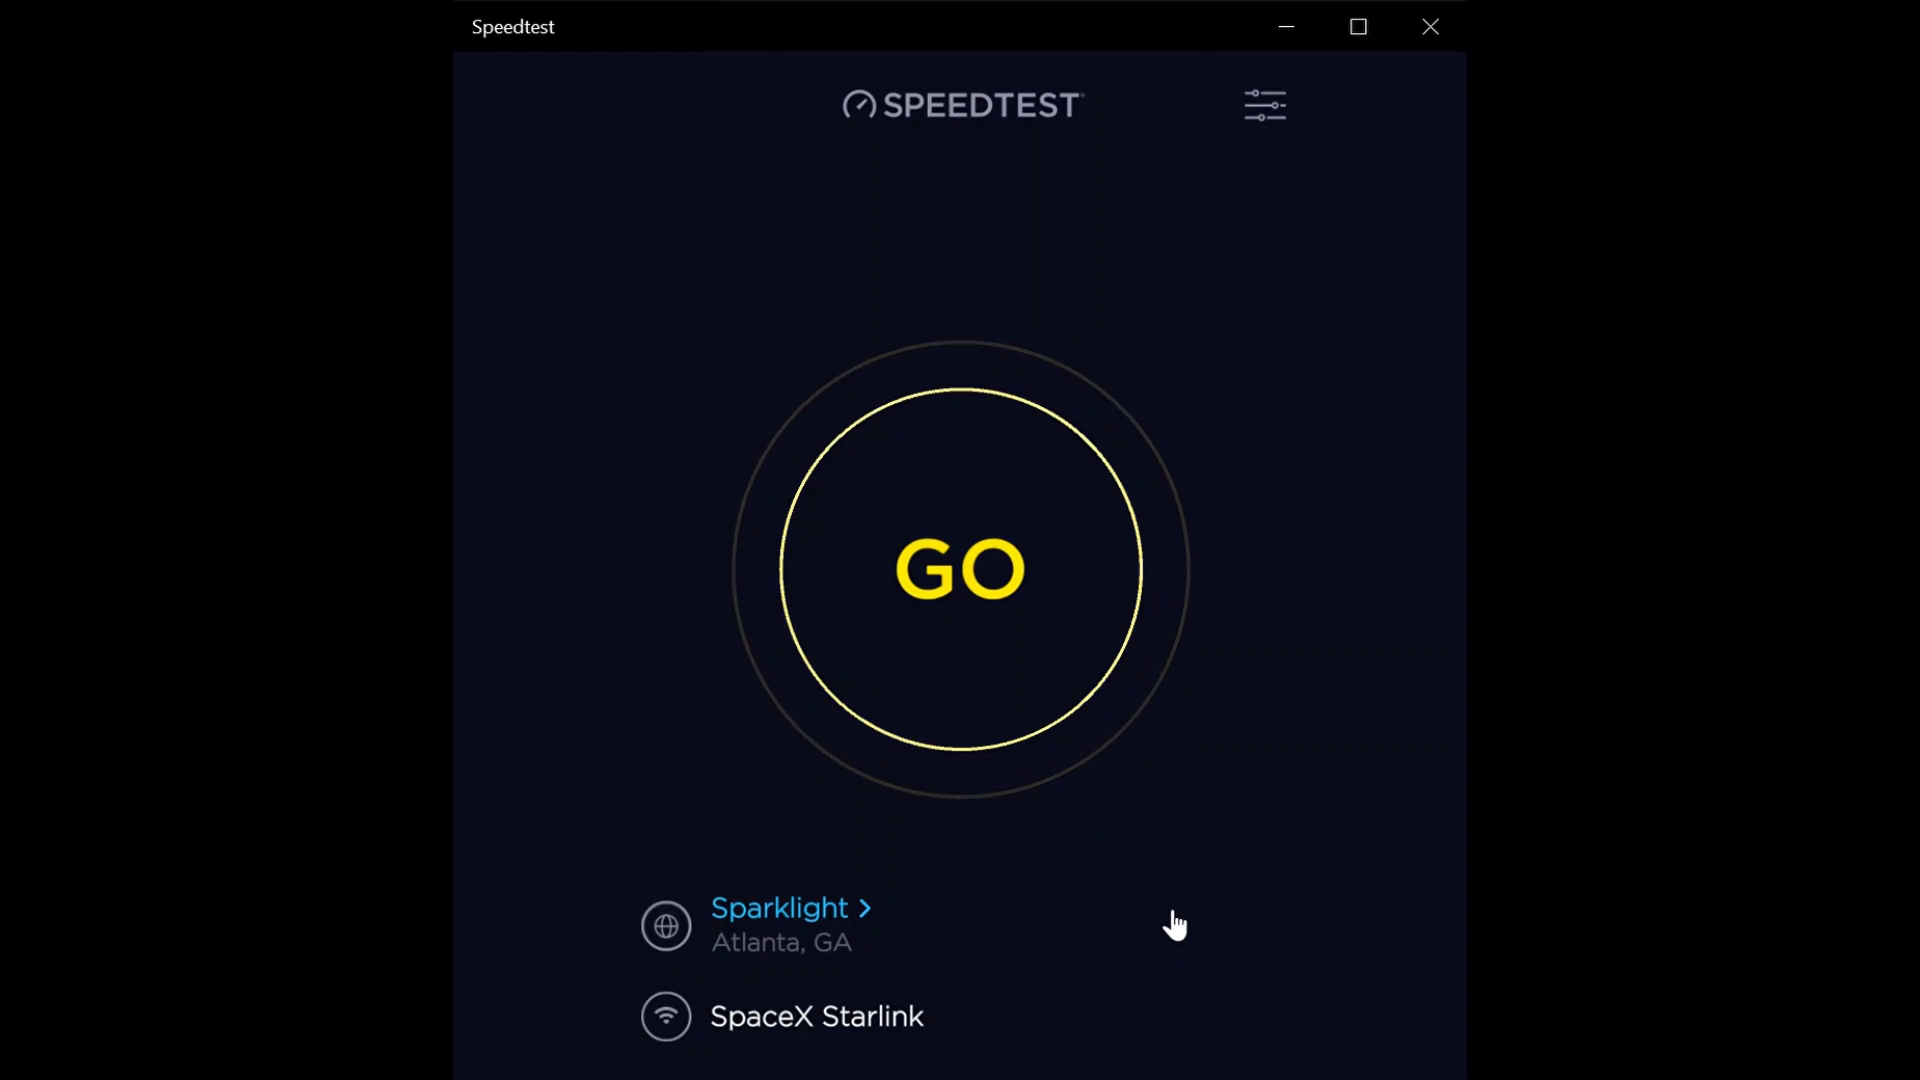 Speedtest
SPEEDTEST
GO
Sparklight
Atlanta, GA
SpaceX Starlink